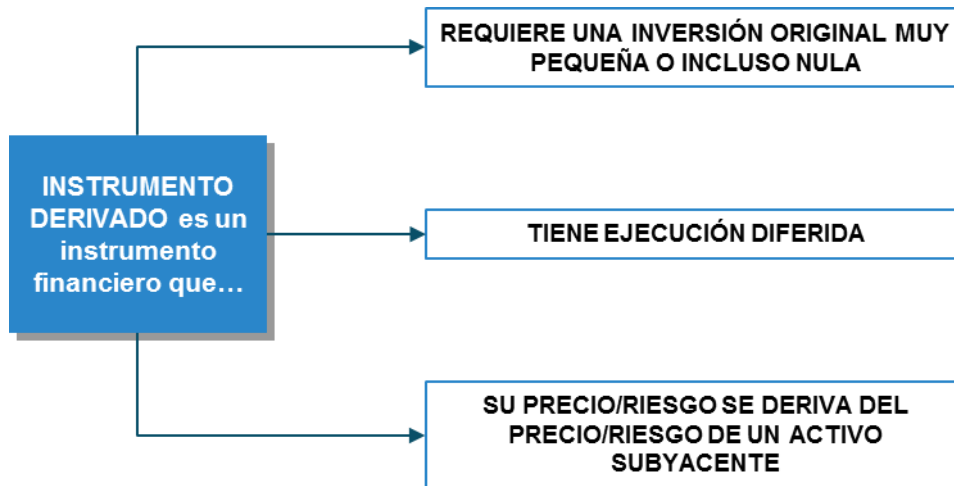 REQUIERE UNA INVERSIÓN ORIGINAL MUY
PEQUEÑA O INCLUSO NULA
INSTRUMENTO
DERIVADO es un
instrumento
financiero que…
TIENE EJECUCIÓN DIFERIDA
SU PRECIO/RIESGO SE DERIVA DEL
PRECIO/RIESGO DE UN ACTIVO
SUBYACENTE